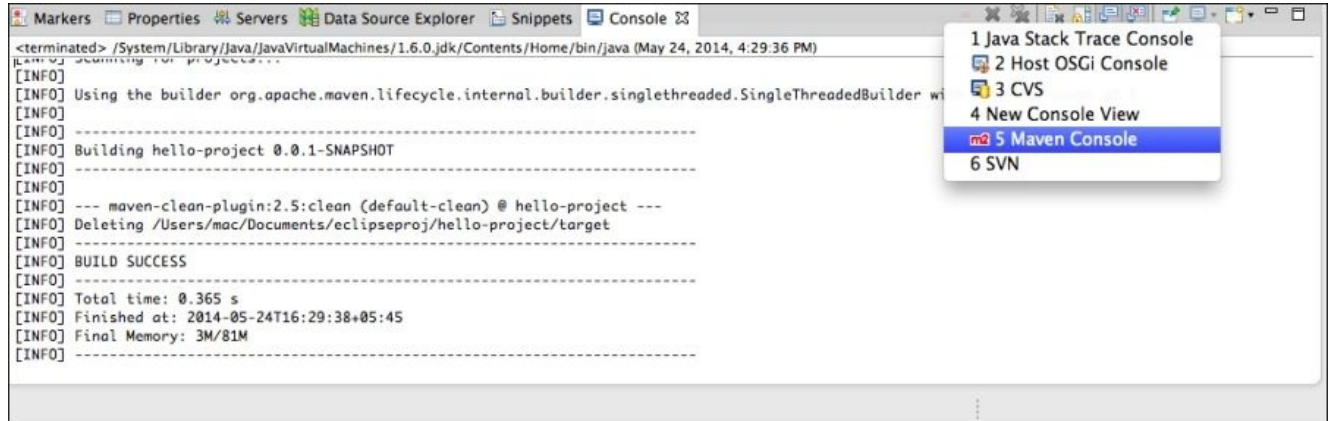 Markers Properties Servers Data Source Explorer Snippets Console
<terminated> /System/Library/Java/JavaVirtualMachines/1.6.0.jdk/Contents/Home/bin/java (May 24, 2014, 4:29:36 PM)
[INFO] Scanning for projects...
[INFO]
[INFO] Using the builder org.apache.maven.lifecycle.internal.builder.singlethreaded.SingleThreadedBuilder wi
[INFO]
[INFO] ------------------------------------------------------------------------
[INFO] Building hello-project 0.0.1-SNAPSHOT
[INFO] ------------------------------------------------------------------------
[INFO]
[INFO] --- maven-clean-plugin:2.5:clean (default-clean) @ hello-project ---
[INFO] Deleting /Users/mac/Documents/eclipseproj/hello-project/target
[INFO] ------------------------------------------------------------------------
[INFO] BUILD SUCCESS
[INFO] ------------------------------------------------------------------------
[INFO] Total time: 0.365 s
[INFO] Finished at: 2014-05-24T16:29:38+05:45
[INFO] Final Memory: 3M/81M
[INFO] ------------------------------------------------------------------------
1 Java Stack Trace Console
2 Host OSGi Console
3 CVS
4 New Console View
m2 5 Maven Console
6 SVN